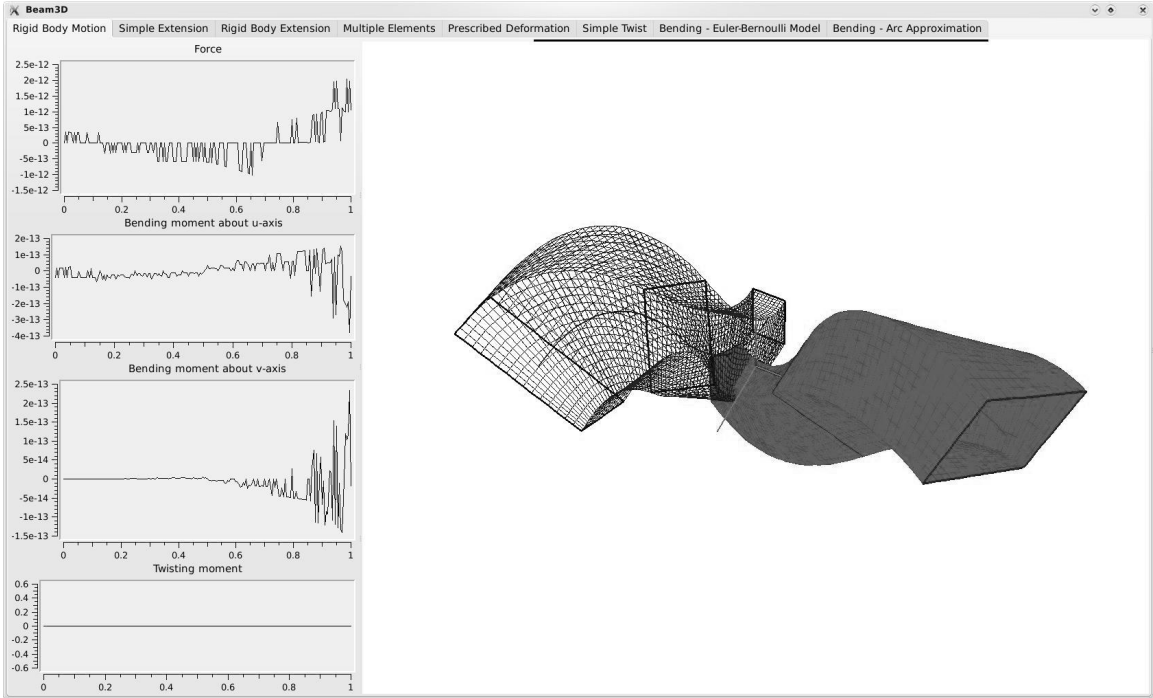 Beam3D
Rigid Body Motion Simple Extension Rigid Body Extension Multiple Elements Prescribed Deformation Simple Twist Bending - Euler-Bernoulli Model Bending - Arc Approximation
Force
2.5e-12
2e-12
1.5e-12
1e-12
5e-13
0
-5e-13
-1e-12
-1.5e-12
0 0.2 0.4 0.6 0.8 1
Bending moment about u-axis
2e-13
1e-13
0
-1e-13
-2e-13
-3e-13
-4e-13
0 0.2 0.4 0.6 0.8 1
Bending moment about v-axis
2.5e-13
2e-13
1.5e-13
1e-13
5e-14
0
-5e-14
-1e-13
-1.5e-13
0 0.2 0.4 0.6 0.8 1
Twisting moment
0.6
0.4
0.2
0
-0.2
-0.4
-0.6
0 0.2 0.4 0.6 0.8 1